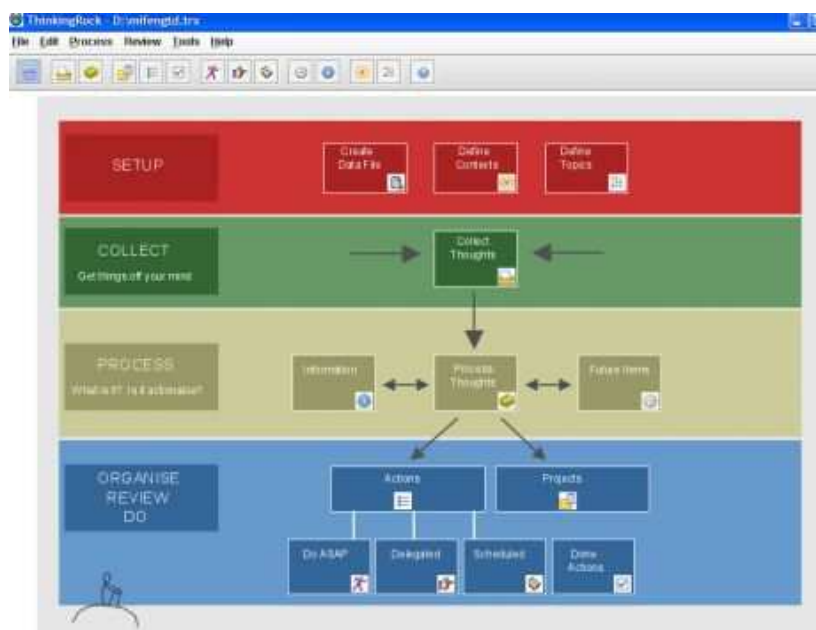 ThinkingRock - D:\mifengtd.trx
File Edit Process Review Tools Help
SETUP
Create
Data File
Define
Contexts
Define
Topics
COLLECT
Get things off your mind
Collect
Thoughts
PROCESS
What is it? Is it actionable?
Information
Process
Thoughts
Future Items
ORGANISE
REVIEW
DO
Actions
Projects
Do ASAP
Delegated
Scheduled
Done
Actions